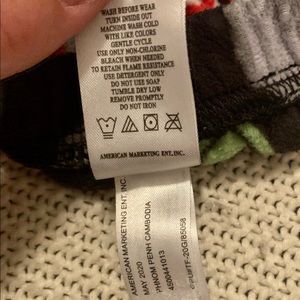 WASH BEFORE WEAR
TURN INSIDE OUT
MACHINE WASH COLD
WITH LIKE COLORS
GENTLE CYCLE
USE ONLY NON-CHLORINE
BLEACH WHEN NEEDED
TO RETAIN FLAME RESISTANCE
USE DETERGENT ONLY
DO NOT USE SOAP
TUMBLE DRY LOW
REMOVE PROMPTLY
DO NOT IRON
AMERICAN MARKETING ENT. INC.
AMERICAN MARKETING ENT. INC.
MAY 2020
PHNOM PENH CAMBODIA
4500441013